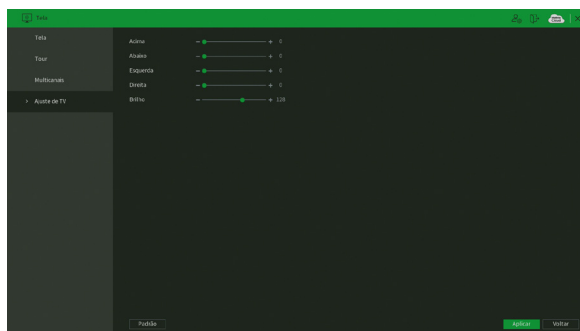 Tela
Tela
Tour
Multicanais
Ajuste de TV
Acima - + 0
Abaixo - + 0
Esquerda - + 0
Direita - + 0
Brilho - + 128
Padrão
Aplicar
Voltar